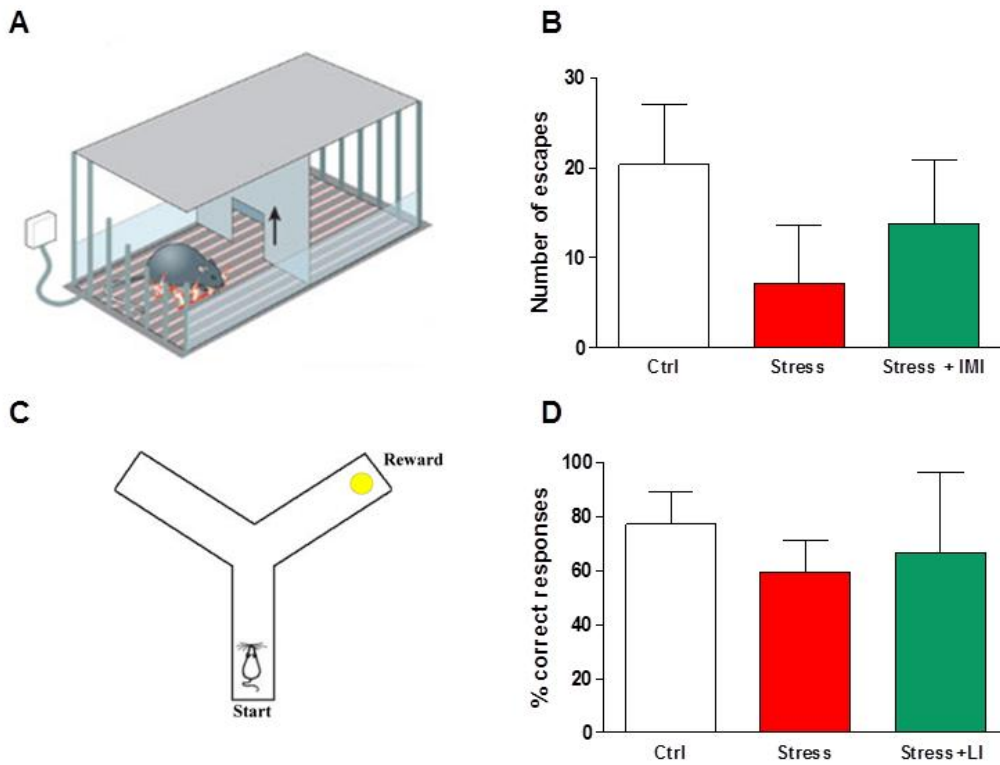 A
B
Number of escapes
30
20
10
0
Ctrl
Stress
Stress + IMI
C
Reward
Start
D
% correct responses
100
80
60
40
20
0
Ctrl
Stress
Stress+LI